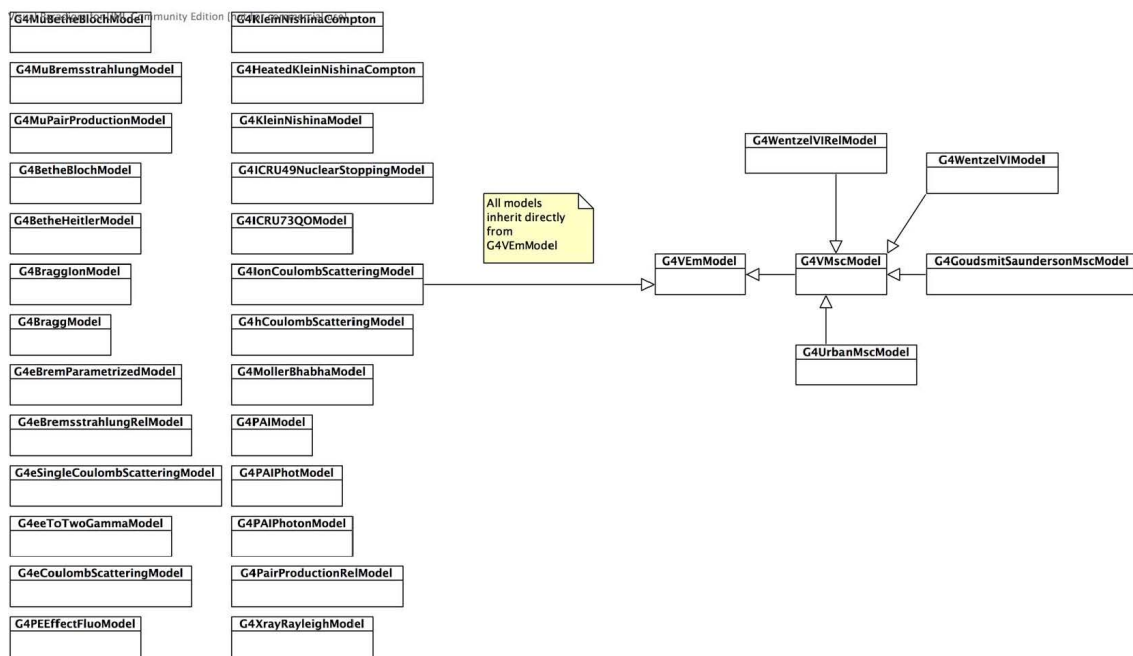 G4MuBetheBlochModel
Community Edition
G4KleinNishinaCompton
G4MuBremsstrahlungModel
G4HeatedKleinNishinaCompton
G4MuPairProductionModel
G4KleinNishinaModel
G4BetheBlochModel
G4ICRU49NuclearStoppingModel
G4BetheHeitlerModel
G4ICRU73QOModel
G4BraggIonModel
G4IonCoulombScatteringModel
G4BraggModel
G4hCoulombScatteringModel
G4eBremParametrizedModel
G4MollerBhabhaModel
G4eBremsstrahlungRelModel
G4PAIModel
G4eSingleCoulombScatteringModel
G4PAIPhotModel
G4eeToTwoGammaModel
G4PAIPhotonModel
G4eCoulombScatteringModel
G4PairProductionRelModel
G4PEEffectFluoModel
G4XrayRayleighModel
All models
inherit directly
from
G4VEmModel
G4VEmModel
G4WentzelVIRelModel
G4WentzelVIModel
G4VMscModel
G4GoudsmitSaundersonMscModel
G4UrbanMscModel